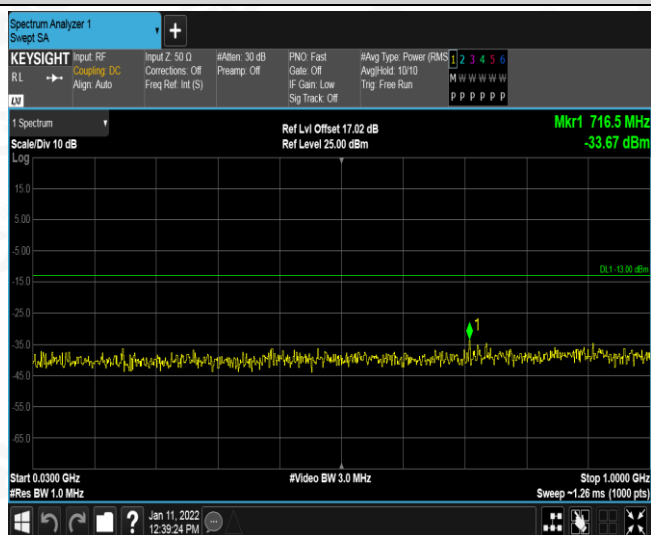 Spectrum Analyzer 1
Swept SA
+
KEYSIGHT
RL
Input: RF
Coupling: DC
Align: Auto
Input Z: 50 Ω
Corrections: Off
Freq Ref: Int (S)
#Atten: 30 dB
Preamp: Off
PNO: Fast
Gate: Off
IF Gain: Low
Sig Track: Off
#Avg Type: Power (RMS
Avg|Hold: 10/10
Trig: Free Run
1 2 3 4 5 6
M W W W W W
P P P P P P
LXI
1 Spectrum
Scale/Div 10 dB
Ref Lvl Offset 17.02 dB
Ref Level 25.00 dBm
Mkr1 716.5 MHz
-33.67 dBm
Log
15.0
5.00
-5.00
DL1 -13.00 dBm
-15.0
-25.0
1
-35.0
-45.0
-55.0
-65.0
Start 0.0300 GHz
#Res BW 1.0 MHz
#Video BW 3.0 MHz
Stop 1.0000 GHz
Sweep ~1.26 ms (1000 pts)
?
Jan 11, 2022
12:39:24 PM